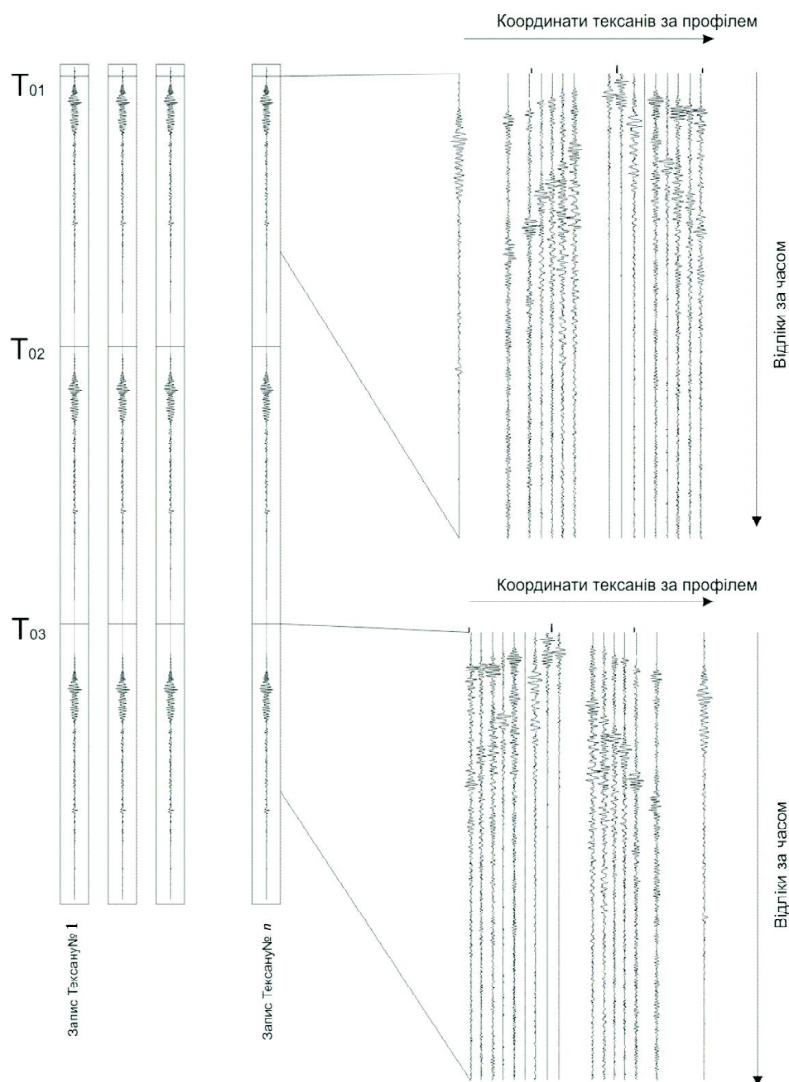 Координати тексанів за профілем
T01
Відліки за часом
T02
Координати тексанів за профілем
T03
Відліки за часом
Запис Тексану№ 1
Запис Тексану№ n